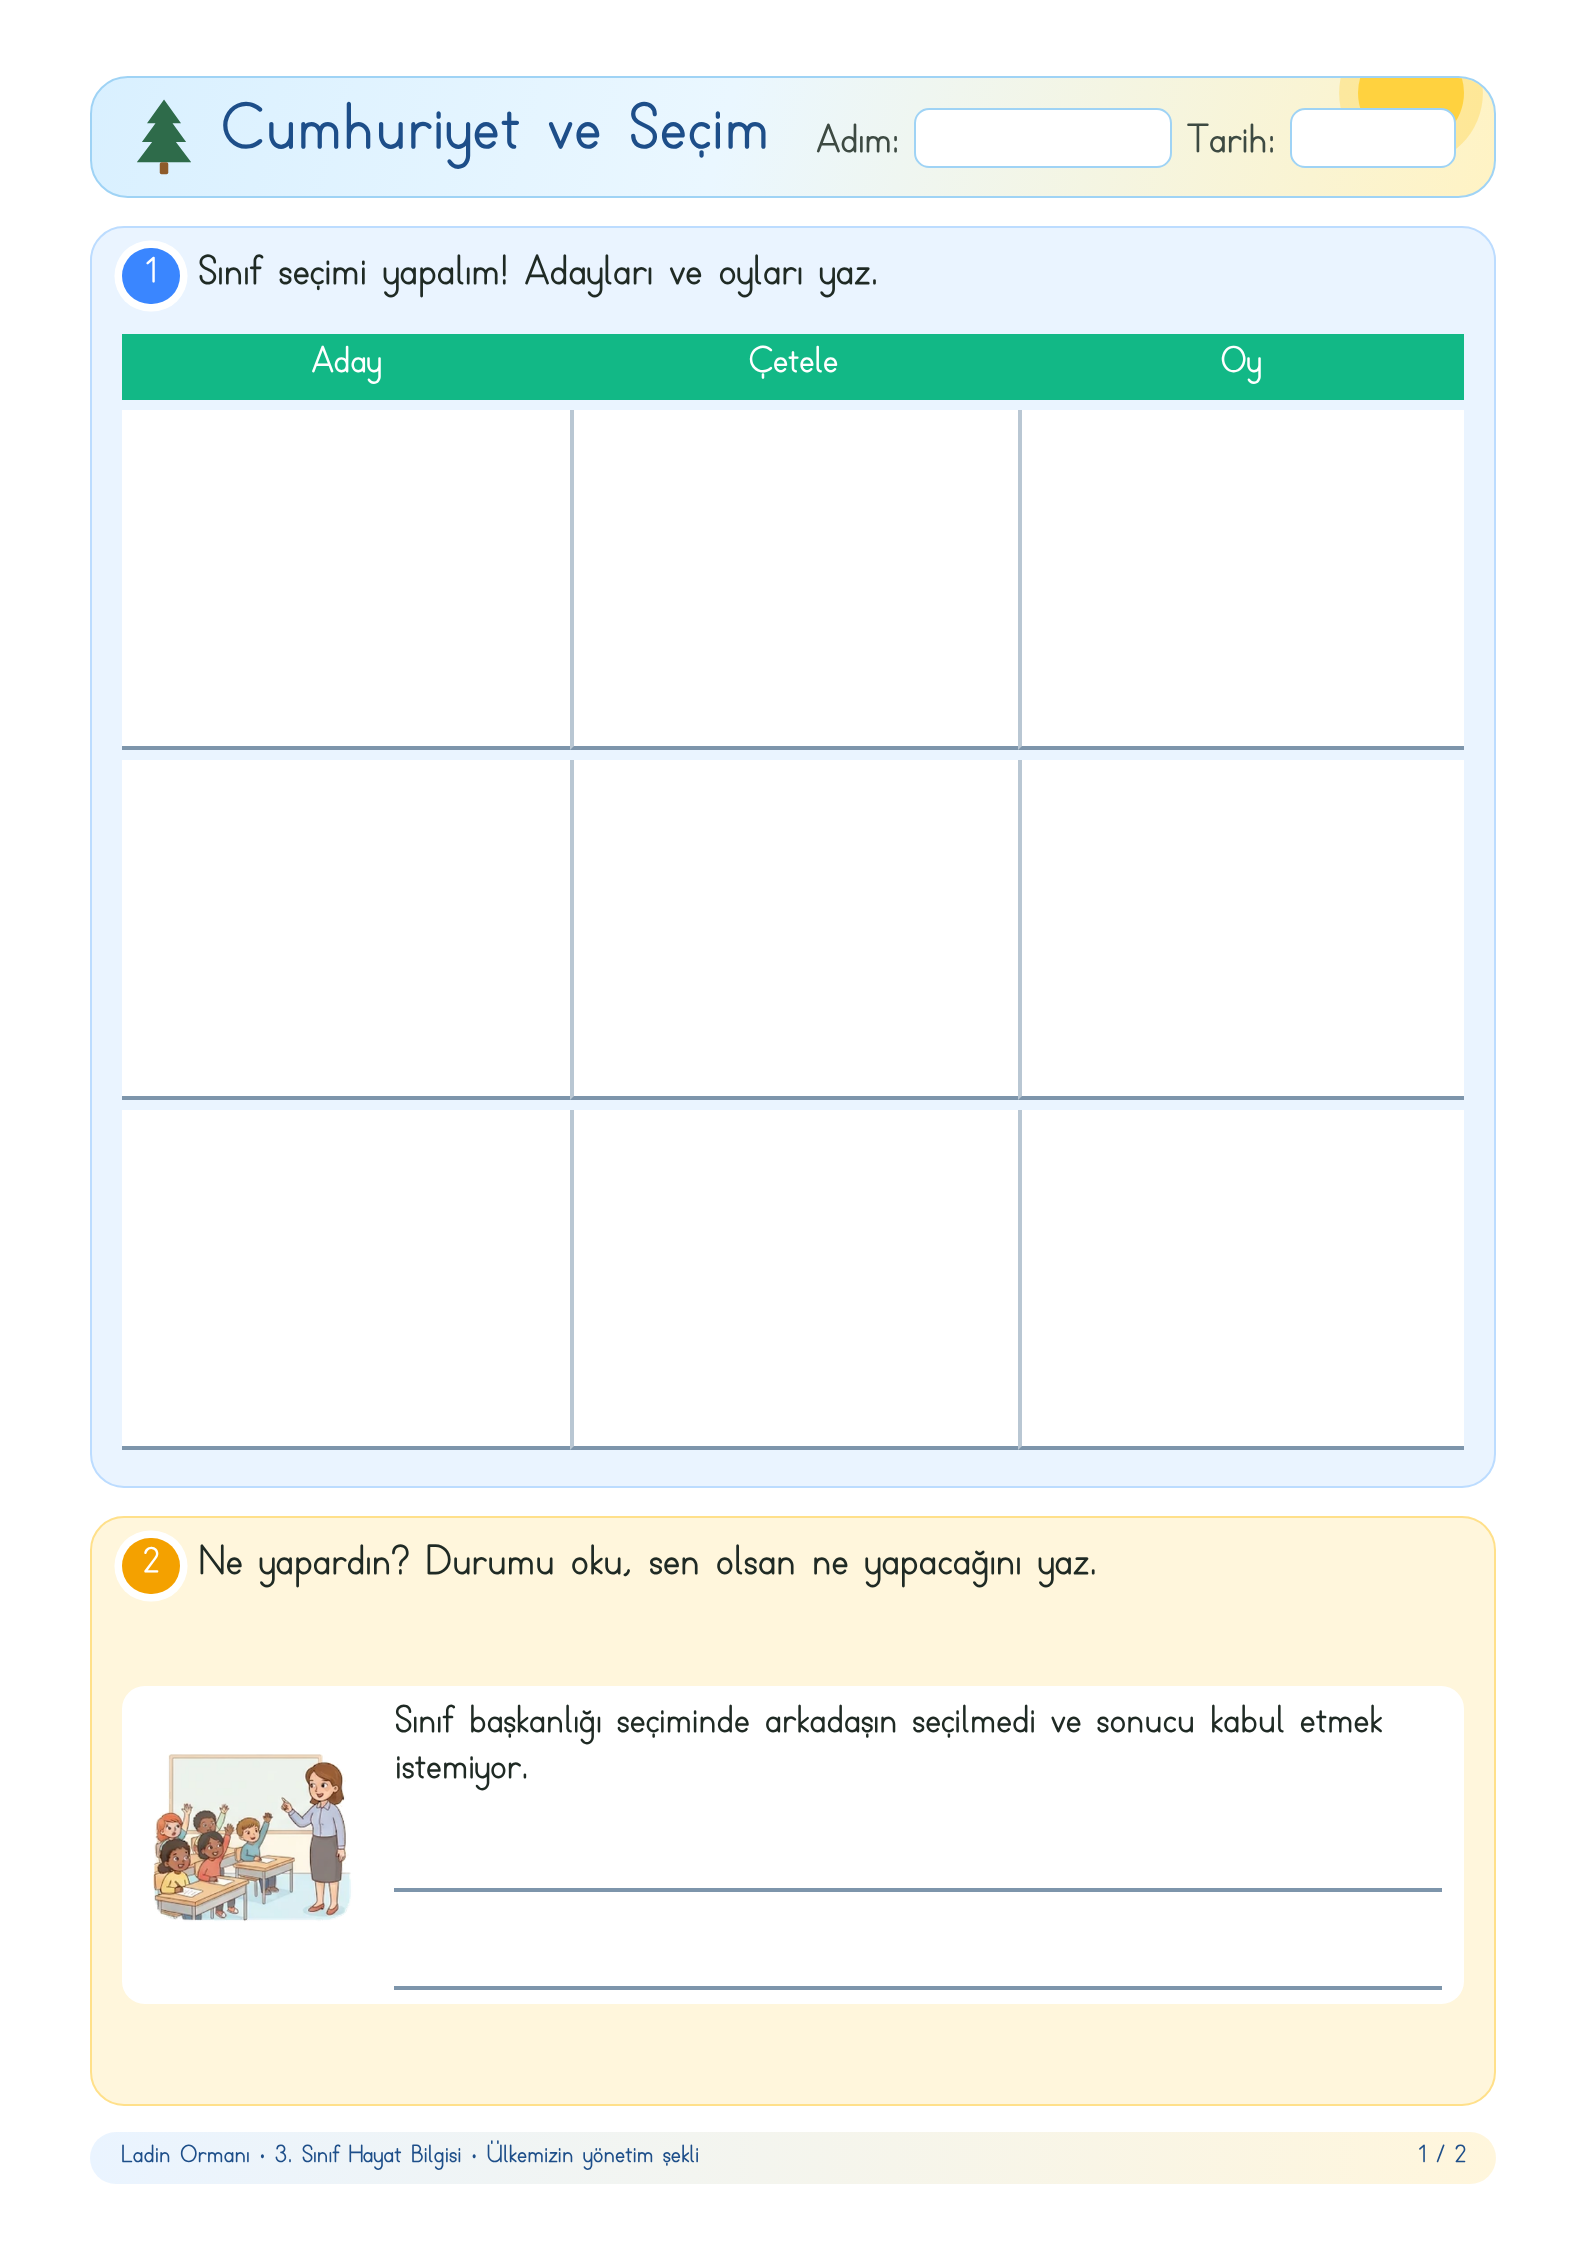 Cumhuriyet ve Seçim
Adım:
Tarih:
1
Sınıf seçimi yapalım! Adayları ve oyları yaz.
Aday
Çetele
Oy
2
Ne yapardın? Durumu oku, sen olsan ne yapacağını yaz.
Sınıf başkanlığı seçiminde arkadaşın seçilmedi ve sonucu kabul etmek
istemiyor.
Ladin Ormanı • 3. Sınıf Hayat Bilgisi • Ülkemizin yönetim şekli
1 / 2